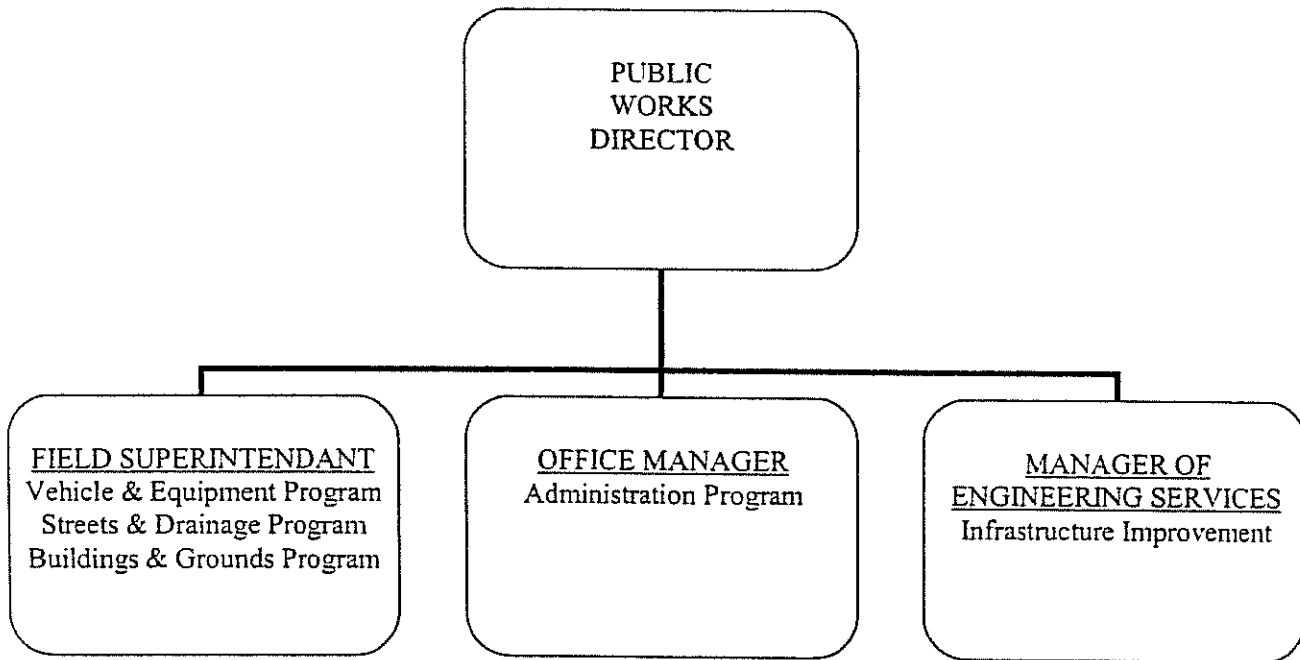 PUBLIC
WORKS
DIRECTOR
FIELD SUPERINTENDANT
Vehicle & Equipment Program
Streets & Drainage Program
Buildings & Grounds Program
OFFICE MANAGER
Administration Program
MANAGER OF
ENGINEERING SERVICES
Infrastructure Improvement